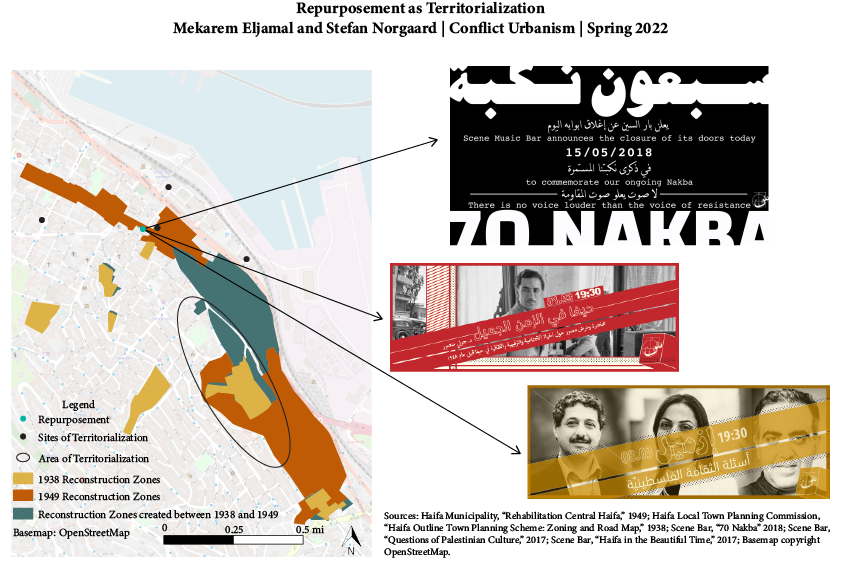 Repurposement as Territorialization
Mekarem Eljamal and Stefan Norgaard | Conflict Urbanism | Spring 2022
سبعون نكبة
يعلن بار السين عن إغلاق ابوابه اليوم
Scene Music Bar announces the closure of its doors today
15/05/2018
في ذكرى نكبتنا المستمرة
to commemorate our ongoing Nakba
لا صوت يعلو صوت المقاومة
There is no voice louder than the voice of resistance
70 NAKBA
19:30
حيفا في الزمن الجميل
19:30
أسئلة الثقافة الفلسطينية
Legend
Repurposement
Sites of Territorialization
Area of Territorialization
1938 Reconstruction Zones
1949 Reconstruction Zones
Reconstruction Zones created between 1938 and 1949
Basemap: OpenStreetMap
0 0.25 0.5 mi
N
Sources: Haifa Municipality, "Rehabilitation Central Haifa," 1949; Haifa Local Town Planning Commission,
"Haifa Outline Town Planning Scheme: Zoning and Road Map," 1938; Scene Bar, "70 Nakba" 2018; Scene Bar,
"Questions of Palestinian Culture," 2017; Scene Bar, "Haifa in the Beautiful Time," 2017; Basemap copyright
OpenStreetMap.